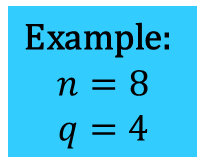 Example:
n = 8
q = 4